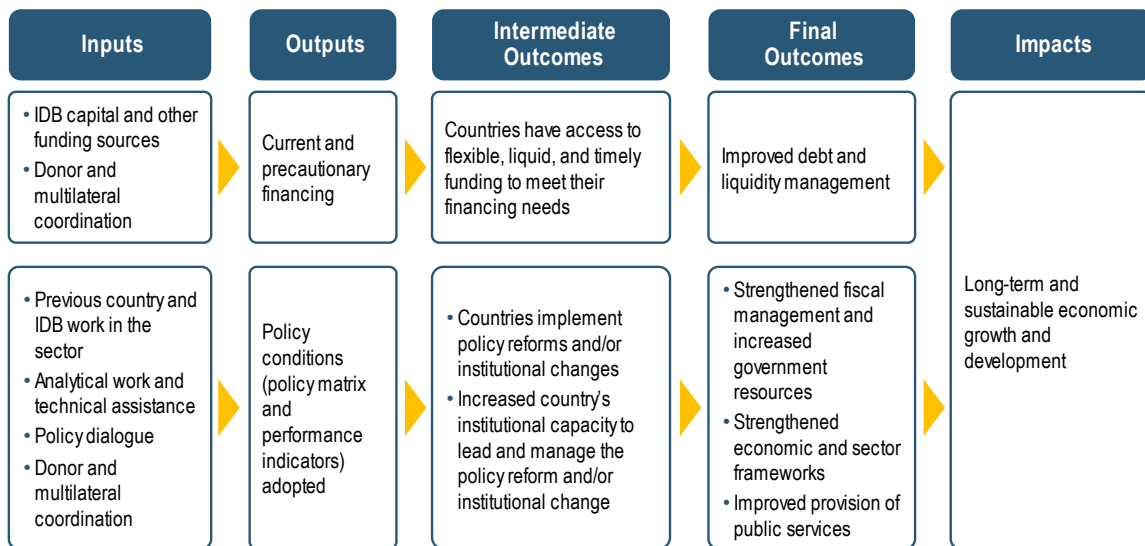 Inputs
Outputs
Intermediate
Outcomes
Final
Outcomes
Impacts
• IDB capital and other
funding sources
• Donor and
multilateral
coordination
Current and
precautionary
financing
Countries have access to
flexible, liquid, and timely
funding to meet their
financing needs
Improved debt and
liquidity management
• Previous country and
IDB work in the
sector
• Analytical work and
technical assistance
• Policy dialogue
• Donor and
multilateral
coordination
Policy
conditions
(policy matrix
and
performance
indicators)
adopted
• Countries implement
policy reforms and/or
institutional changes
• Increased country’s
institutional capacity to
lead and manage the
policy reform and/or
institutional change
• Strengthened fiscal
management and
increased
government
resources
• Strengthened
economic and sector
frameworks
• Improved provision of
public services
Long-term and
sustainable economic
growth and
development